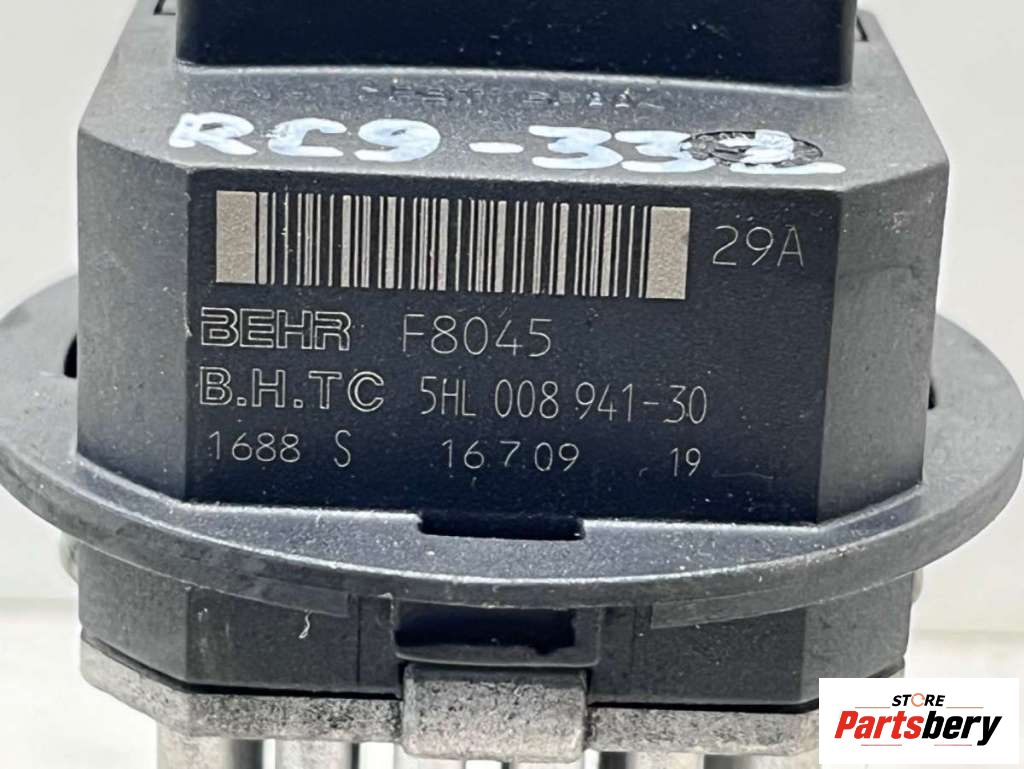 RC9-332
29A
BEHR F8045
B.H.TC 5HL 008 941-30
1688 S 16 7 09 19
STORE
Partsbery